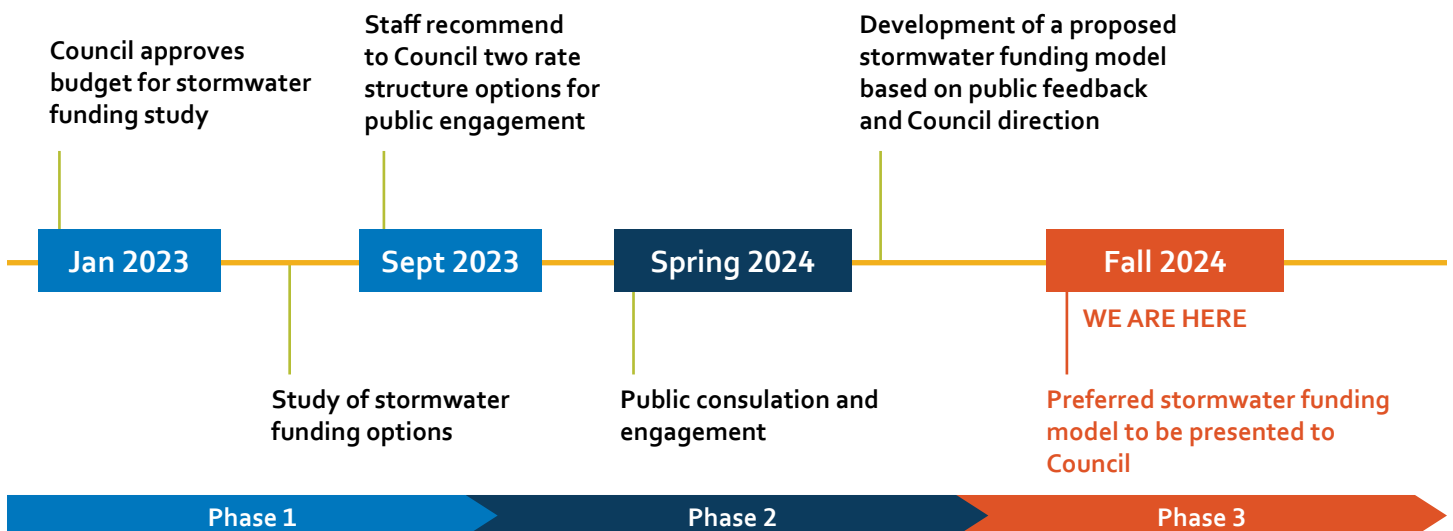 Council approves
budget for stormwater
funding study
Staff recommend
to Council two rate
structure options for
public engagement
Development of a proposed
stormwater funding model
based on public feedback
and Council direction
Jan 2023
Sept 2023
Spring 2024
Fall 2024
WE ARE HERE
Study of stormwater
funding options
Public consulation and
engagement
Preferred stormwater funding
model to be presented to
Council
Phase 1
Phase 2
Phase 3